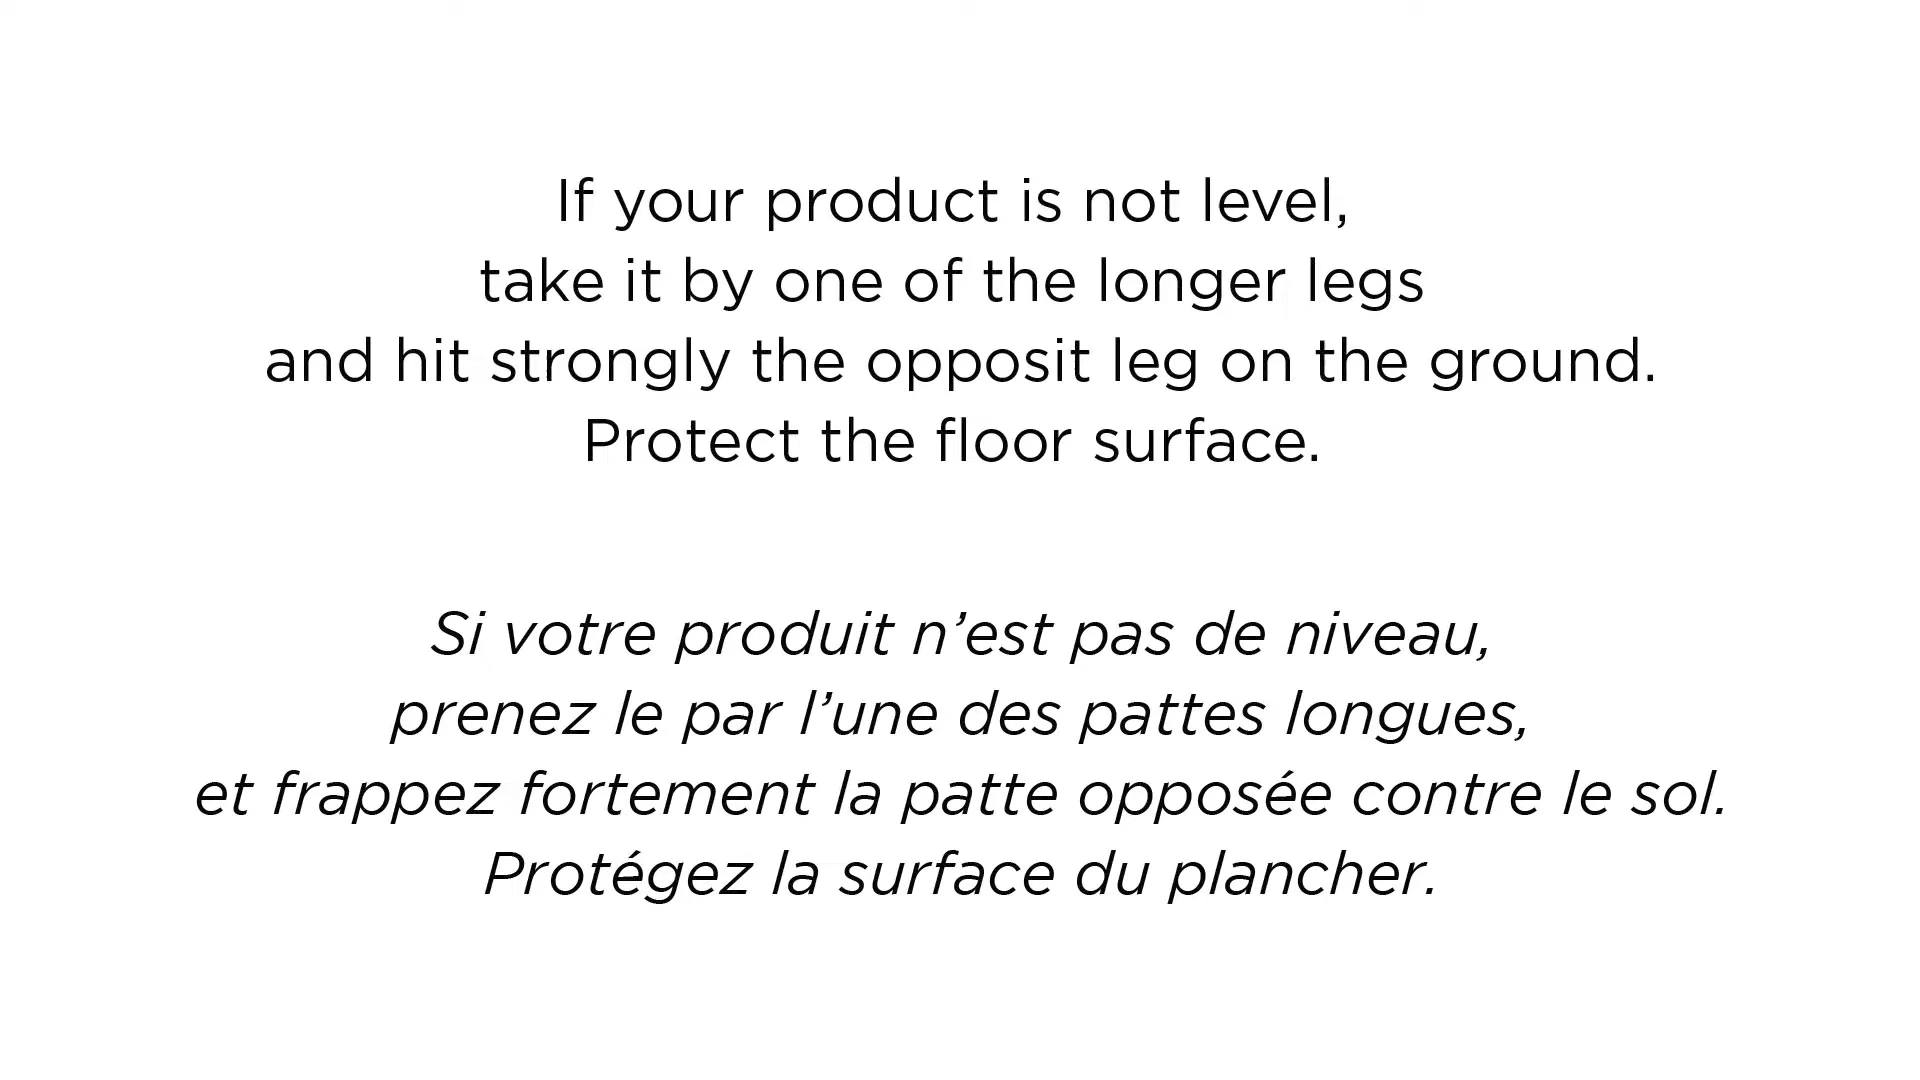 If your product is not level,
take it by one of the longer legs
and hit strongly the opposit leg on the ground.
Protect the floor surface.
Si votre produit n’est pas de niveau,
prenez le par l’une des pattes longues,
et frappez fortement la patte opposée contre le sol.
Protégez la surface du plancher.